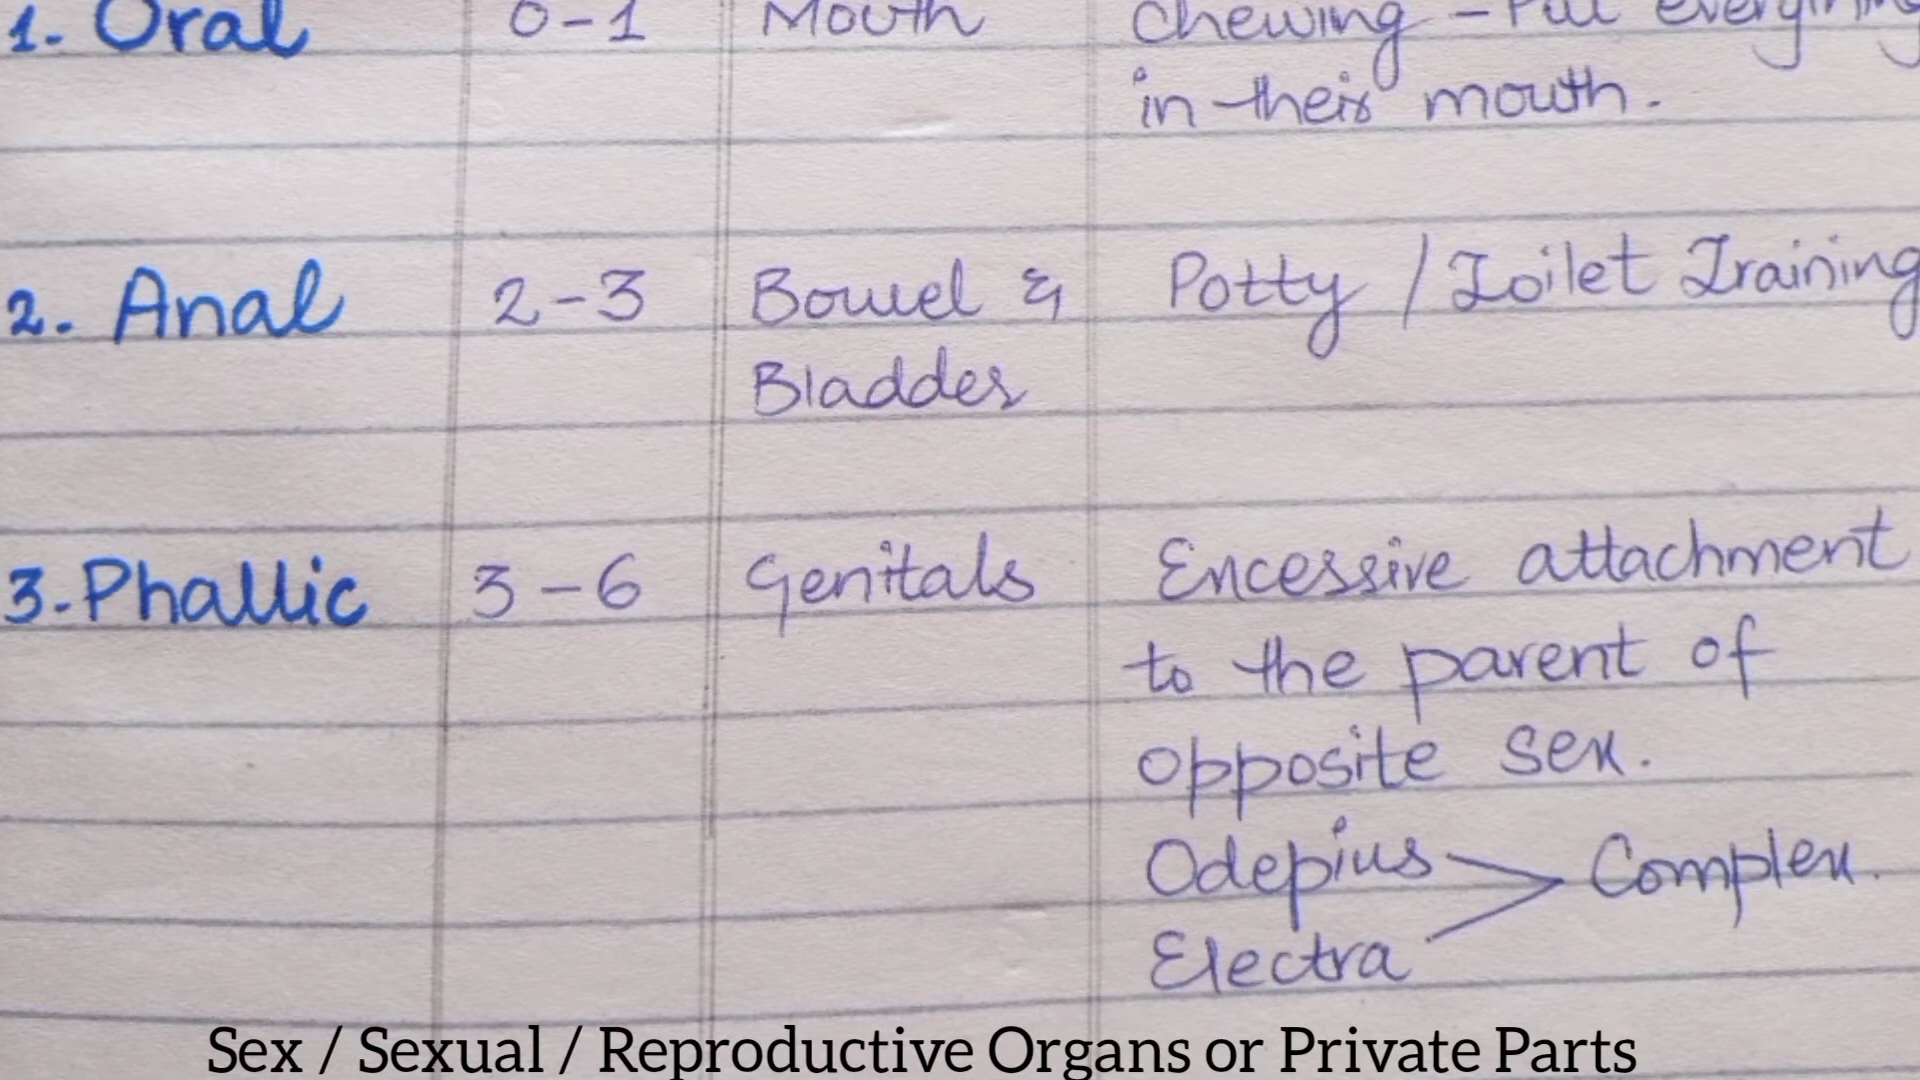 1. Oral 0-1 Mouth Chewing - Put everything
in their mouth.
2. Anal 2-3 Bowel & Potty / Toilet Training
Bladder
3. Phallic 3-6 Genitals Excessive attachment
to the parent of
opposite sex.
Odepius Complex.
Electra
Sex / Sexual / Reproductive Organs or Private Parts